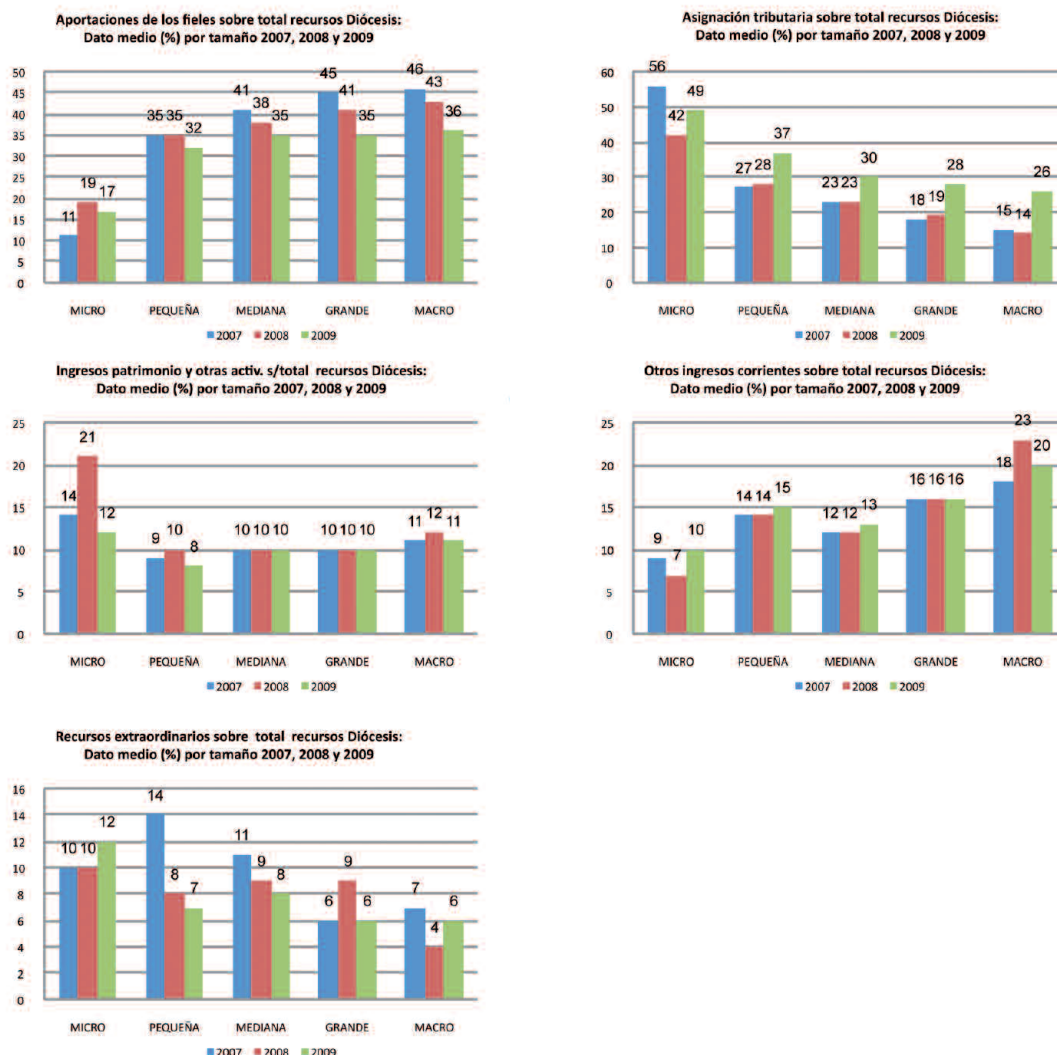 Aportaciones de los fieles sobre total recursos Diócesis:
Dato medio (%) por tamaño 2007, 2008 y 2009
50
45
40
35
30
25
20
15
10
5
0
11 19 17
35 35 32
41 38 35
45 41 35
46 43 36
MICRO PEQUEÑA MEDIANA GRANDE MACRO
2007 2008 2009
Asignación tributaria sobre total recursos Diócesis:
Dato medio (%) por tamaño 2007, 2008 y 2009
60
50
40
30
20
10
0
56 42 49
27 28 37
23 23 30
18 19 28
15 14 26
MICRO PEQUEÑA MEDIANA GRANDE MACRO
2007 2008 2009
Ingresos patrimonio y otras activ. s/total recursos Diócesis:
Dato medio (%) por tamaño 2007, 2008 y 2009
25
20
15
10
5
0
14 21 12
9 10 8
10 10 10
10 10 10
11 12 11
MICRO PEQUEÑA MEDIANA GRANDE MACRO
2007 2008 2009
Otros ingresos corrientes sobre total recursos Diócesis:
Dato medio (%) por tamaño 2007, 2008 y 2009
25
20
15
10
5
0
9 7 10
14 14 15
12 12 13
16 16 16
18 23 20
MICRO PEQUEÑA MEDIANA GRANDE MACRO
2007 2008 2009
Recursos extraordinarios sobre total recursos Diócesis:
Dato medio (%) por tamaño 2007, 2008 y 2009
16
14
12
10
8
6
4
2
0
10 10 12
14 8 7
11 9 8
6 9 6
7 4 6
MICRO PEQUEÑA MEDIANA GRANDE MACRO
2007 2008 2009